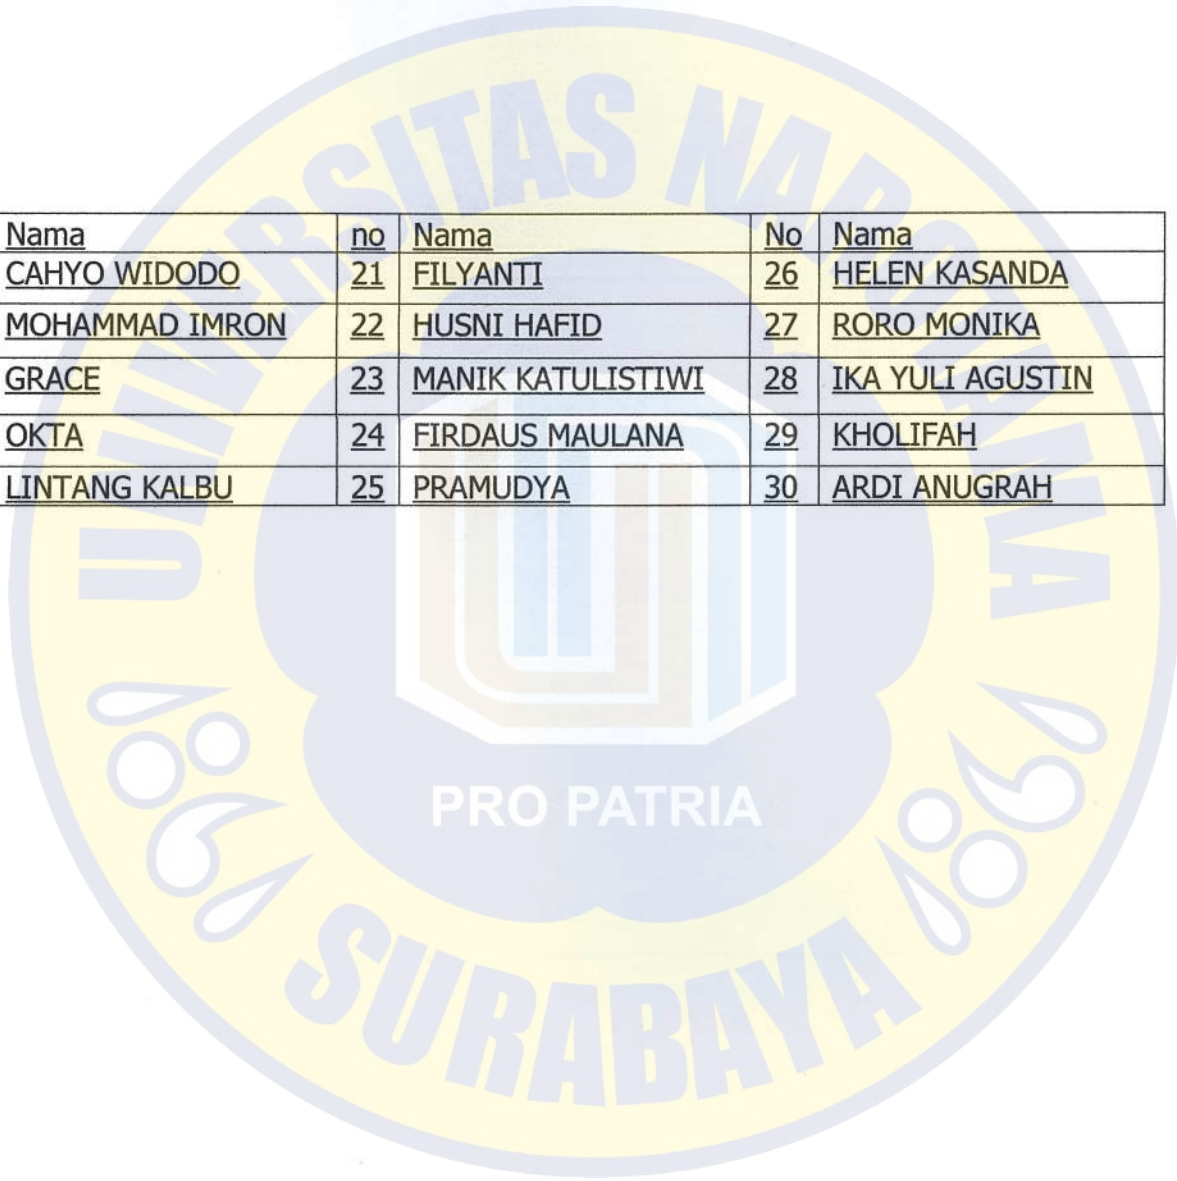 UNIVERSITAS NAROTAMA
Nama no Nama No Nama
CAHYO WIDODO 21 FILYANTI 26 HELEN KASANDA
MOHAMMAD IMRON 22 HUSNI HAFID 27 RORO MONIKA
GRACE 23 MANIK KATULISTIWI 28 IKA YULI AGUSTIN
OKTA 24 FIRDAUS MAULANA 29 KHOLIFAH
LINTANG KALBU 25 PRAMUDYA 30 ARDI ANUGRAH
PRO PATRIA
SURABAYA